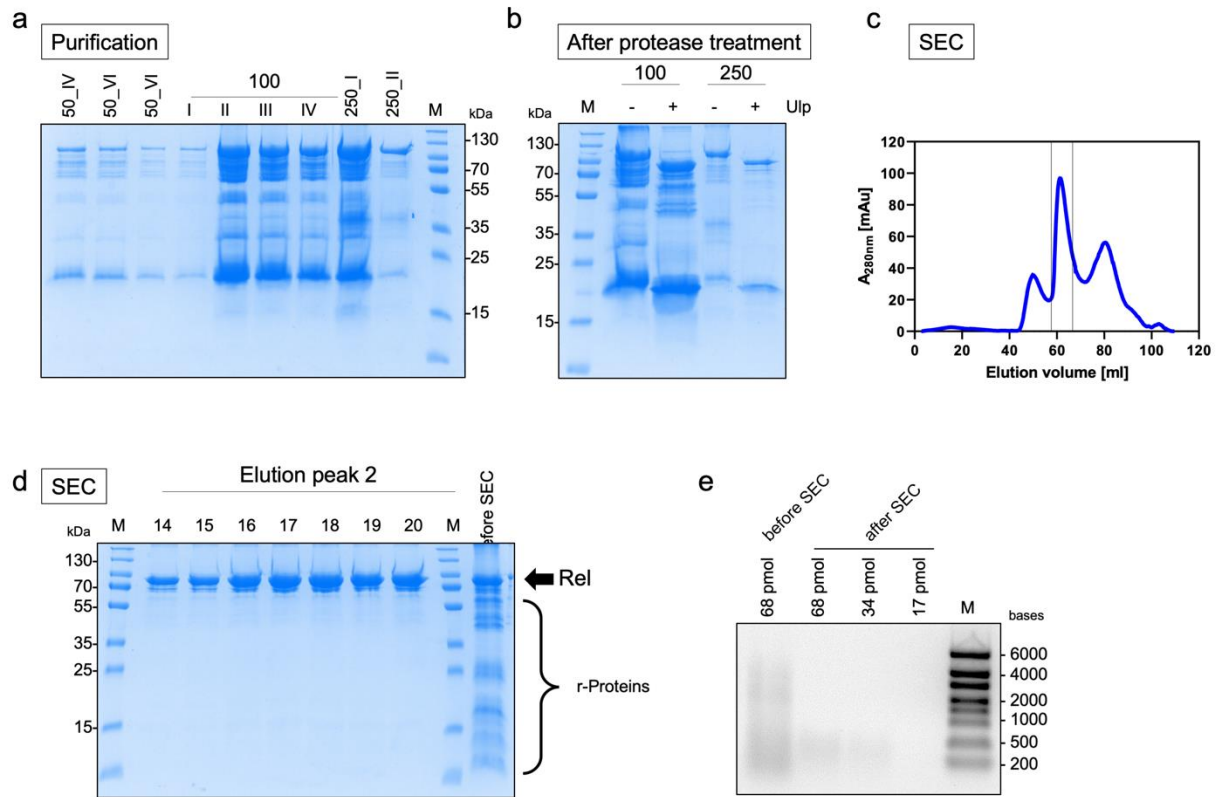 a
Purification
50_IV
50_VI
50_VI
100
I
II
III
IV
250_I
250_II
M
kDa
130
70
55
35
25
15
b
After protease treatment
100
250
M
-
+
-
+
Ulp
kDa
130
100
70
55
35
25
15
c
SEC
A280nm [mAu]
120
100
80
60
40
20
0
0
20
40
60
80
100
120
Elution volume [ml]
d
SEC
Elution peak 2
kDa
M
14
15
16
17
18
19
20
M
before SEC
130
70
55
35
25
15
Rel
r-Proteins
e
before SEC
after SEC
68 pmol
68 pmol
34 pmol
17 pmol
M
bases
6000
4000
2000
1000
500
200